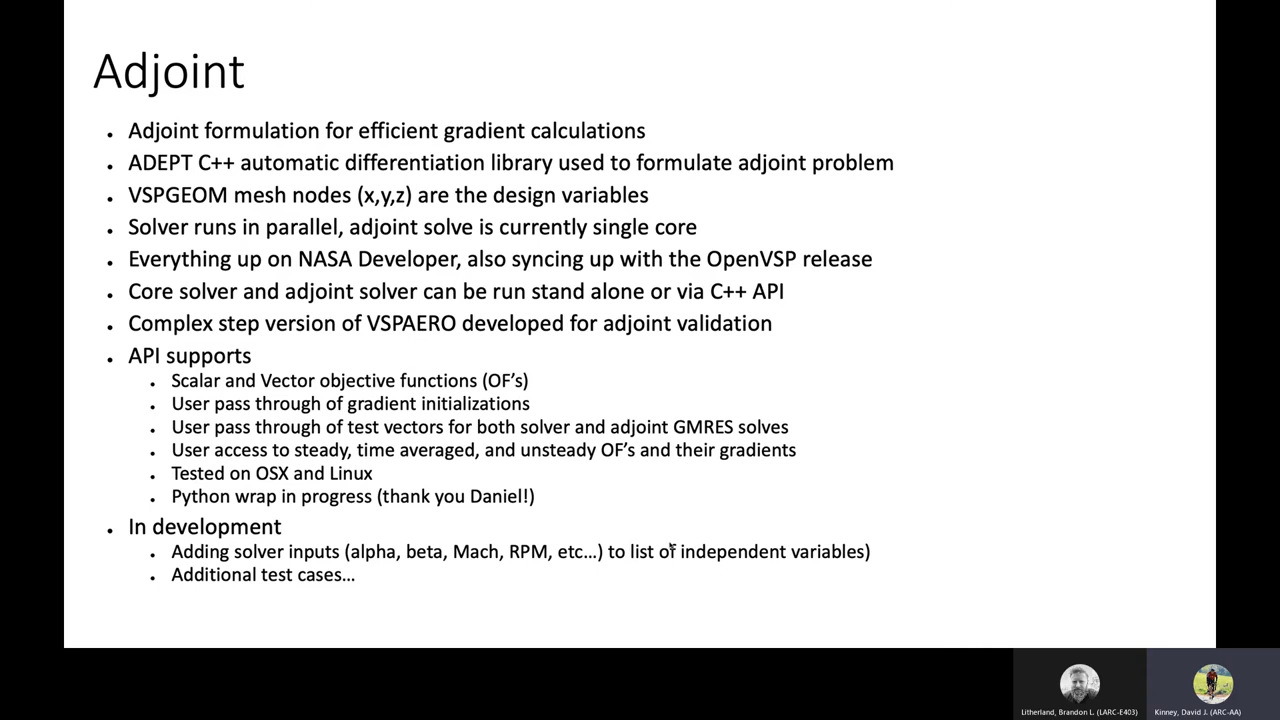 Adjoint
• Adjoint formulation for efficient gradient calculations
• ADEPT C++ automatic differentiation library used to formulate adjoint problem
• VSPGEOM mesh nodes (x,y,z) are the design variables
• Solver runs in parallel, adjoint solve is currently single core
• Everything up on NASA Developer, also syncing up with the OpenVSP release
• Core solver and adjoint solver can be run stand alone or via C++ API
• Complex step version of VSPAERO developed for adjoint validation
• API supports
• Scalar and Vector objective functions (OF's)
• User pass through of gradient initializations
• User pass through of test vectors for both solver and adjoint GMRES solves
• User access to steady, time averaged, and unsteady OF's and their gradients
• Tested on OSX and Linux
• Python wrap in progress (thank you Daniel!)
• In development
• Adding solver inputs (alpha, beta, Mach, RPM, etc...) to list of independent variables)
• Additional test cases...
Litherland, Brandon L. (LARC-E403)
Kinney, David J. (ARC-AA)